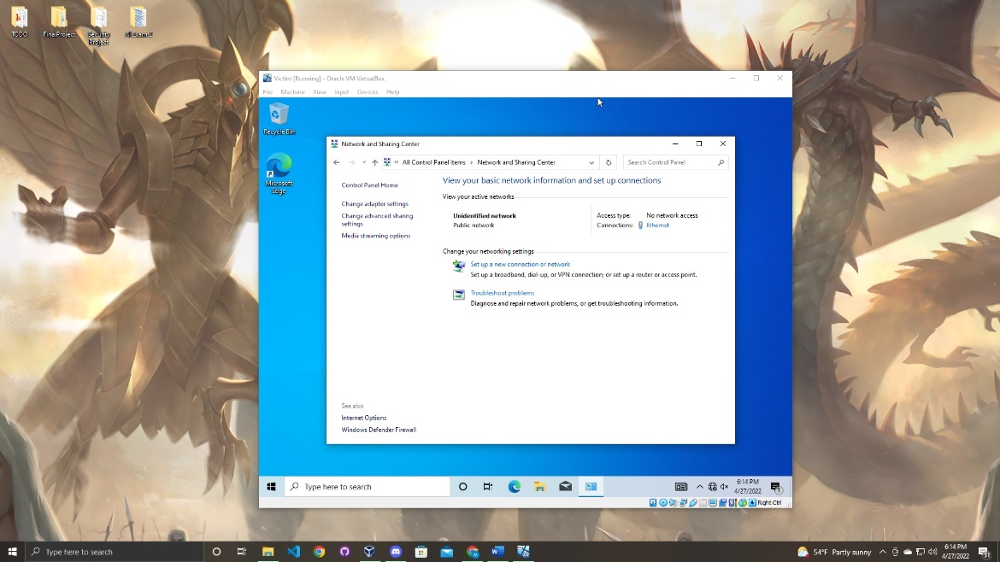 TODO
Fina Project
Security
Project
AI Exam 2
Victim [Running] - Oracle VM VirtualBox
File Machine View Input Devices Help
Recycle Bin
Microsoft
Edge
Network and Sharing Center
All Control Panel Items › Network and Sharing Center
Search Control Panel
Control Panel Home
Change adapter settings
Change advanced sharing
settings
Media streaming options
View your basic network information and set up connections
View your active networks
Unidentified network
Public network
Access type: No network access
Connections: Ethernet
Change your networking settings
Set up a new connection or network
Set up a broadband, dial-up, or VPN connection; or set up a router or access point.
Troubleshoot problems
Diagnose and repair network problems, or get troubleshooting information.
See also
Internet Options
Windows Defender Firewall
Type here to search
6:14 PM
4/27/2022
1
Right Ctrl
Type here to search
54°F Partly sunny
6:14 PM
4/27/2022
31